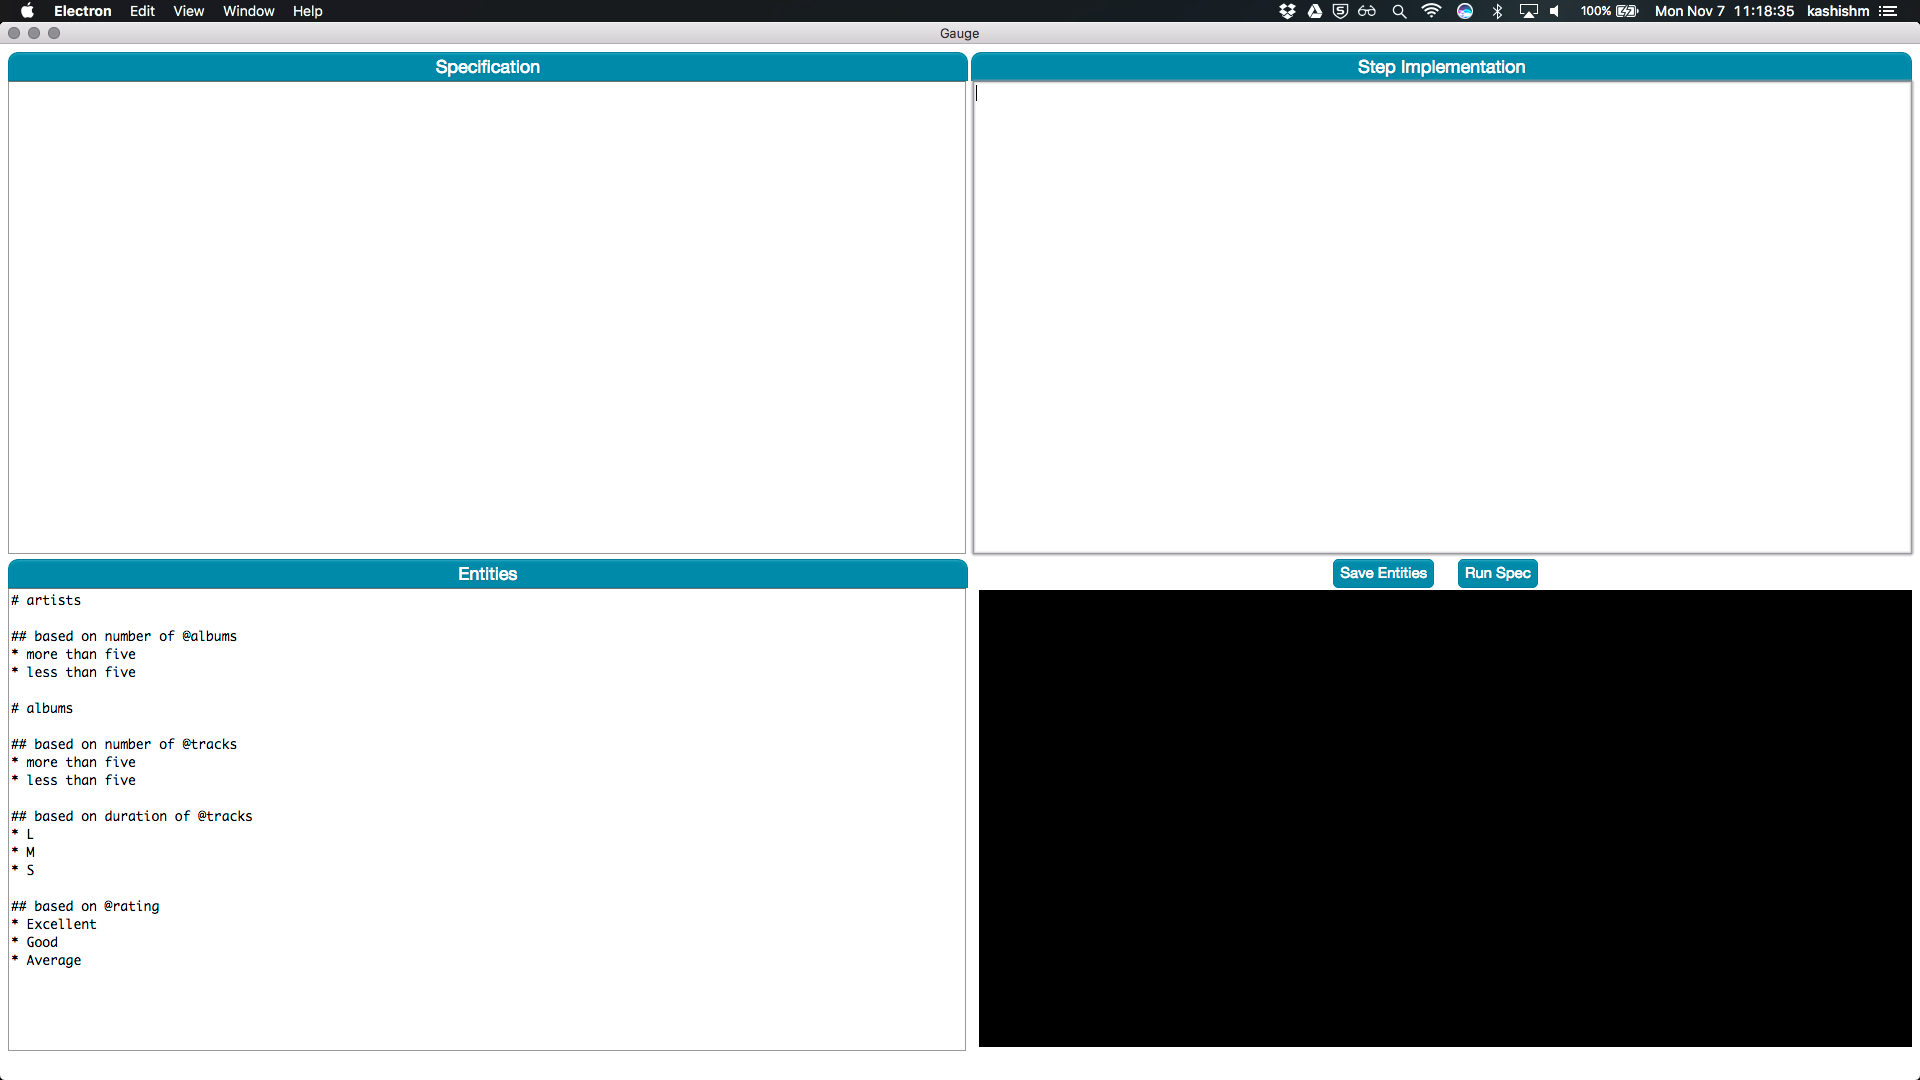 Electron Edit View Window Help
100% Mon Nov 7 11:18:35 kashishm
Gauge
Specification
Step Implementation
Entities
Save Entities
Run Spec
# artists
## based on number of @albums
* more than five
* less than five
# albums
## based on number of @tracks
* more than five
* less than five
## based on duration of @tracks
* L
* M
* S
## based on @rating
* Excellent
* Good
* Average